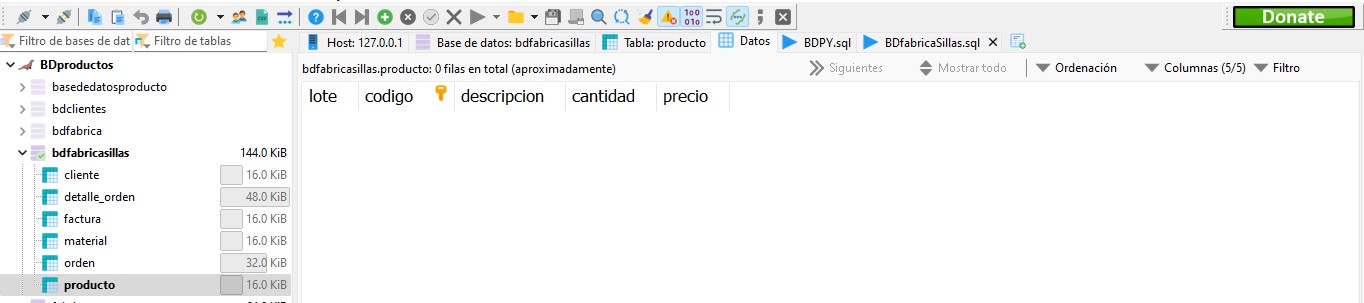 Donate
Filtro de bases de dat Filtro de tablas
Host: 127.0.0.1 Base de datos: bdfabricasillas Tabla: producto Datos BDPY.sql BDfabricaSillas.sql
BDproductos
basededatosproducto
bdclientes
bdfabrica
bdfabricasillas 144.0 KiB
cliente 16.0 KiB
detalle_orden 48.0 KiB
factura 16.0 KiB
material 16.0 KiB
orden 32.0 KiB
producto 16.0 KiB
bdfabricasillas.producto: 0 filas en total (aproximadamente) Siguientes Mostrar todo Ordenación Columnas (5/5) Filtro
lote codigo descripcion cantidad precio